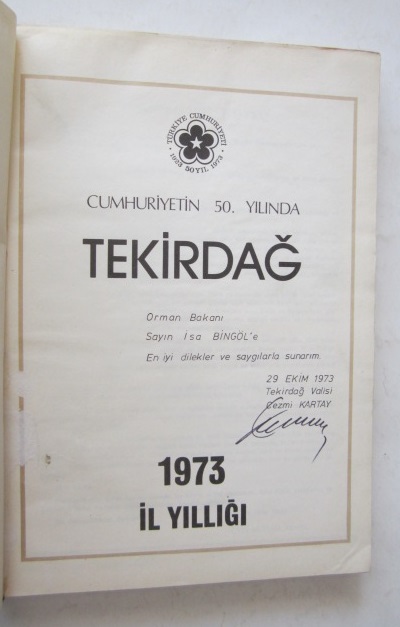 TÜRKİYE CUMHURİYETİ
1923 50 YIL 1973
CUMHURİYETİN 50. YILINDA
TEKİRDAĞ
Orman Bakanı
Sayın İsa BİNGÖL'e
En iyi dilekler ve saygılarla sunarım.
29 EKİM 1973
Tekirdağ Valisi
Cezmi KARTAY
1973
İL YILLIĞI